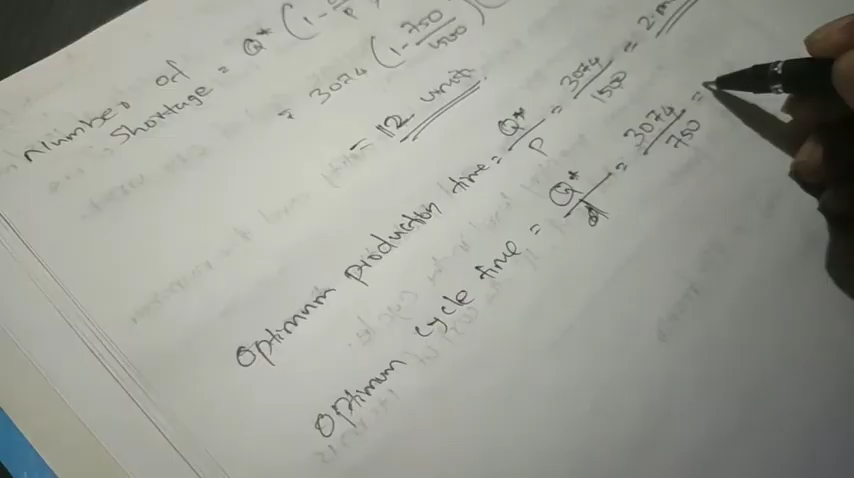 Number of
Shortage = Q* (1 -
= 3074 (1 - 750/1500)
= 12 units
Optimum production time = Q*/P = 3074/1500 = 2.
Optimum cycle time = Q*/d = 3074/750 =